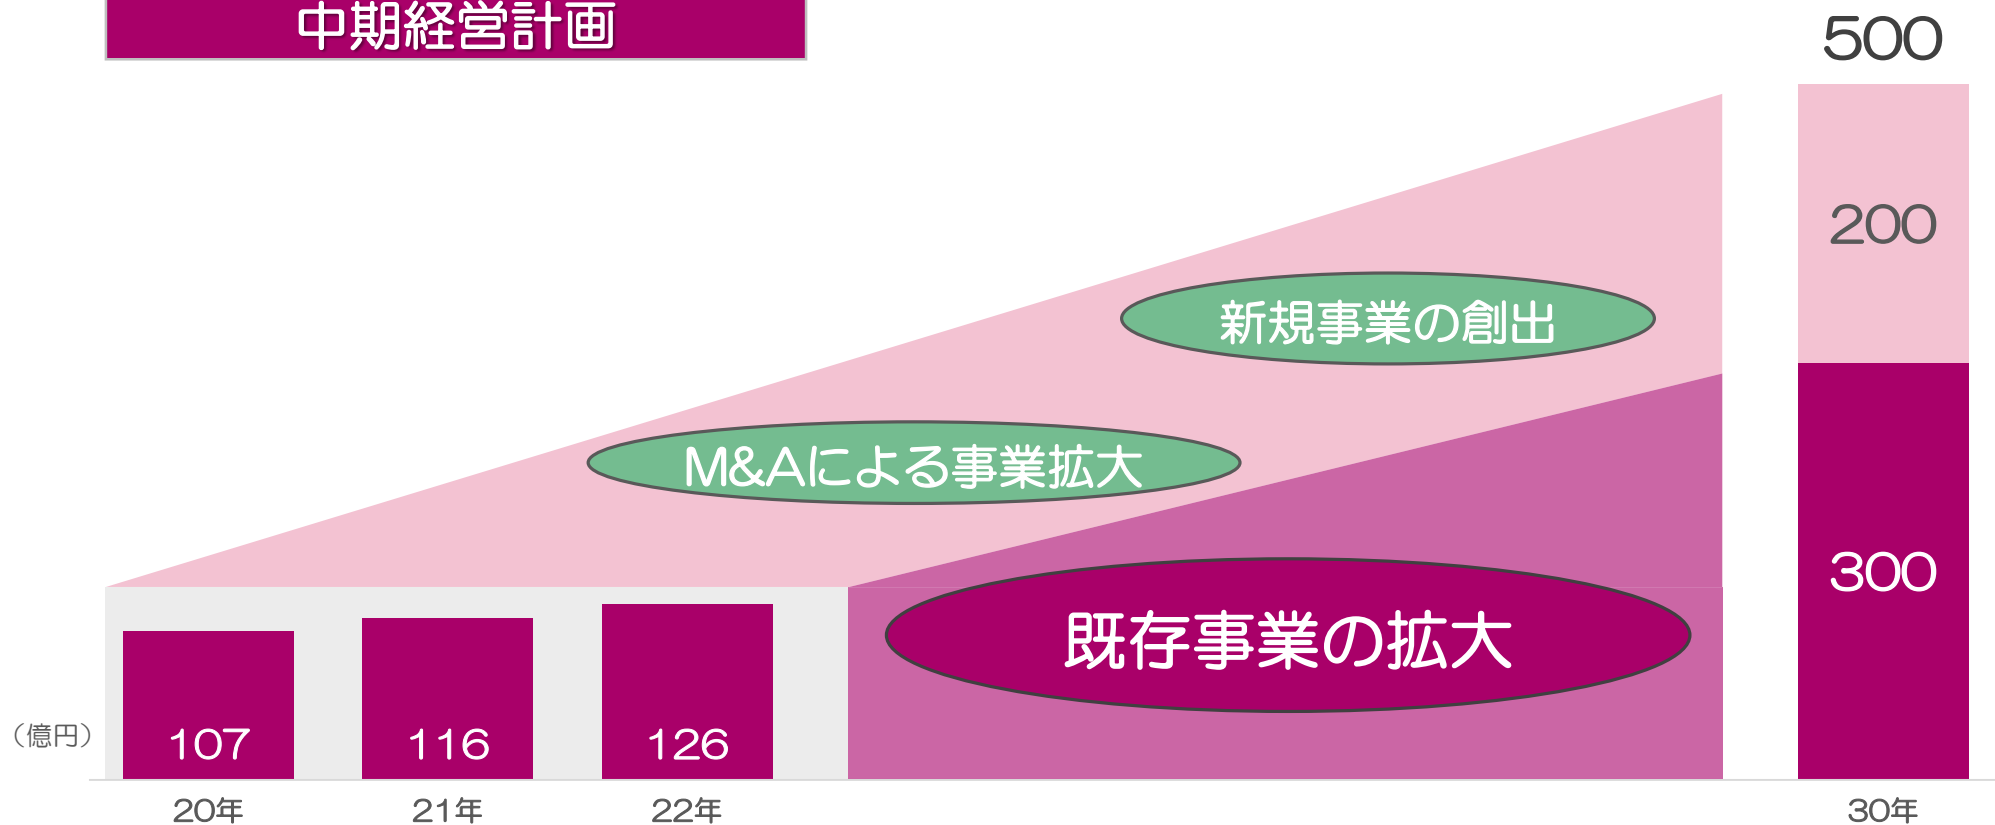 中期経営計画
500
200
新規事業の創出
M&Aによる事業拡大
300
既存事業の拡大
（億円）
107
116
126
20年
21年
22年
30年